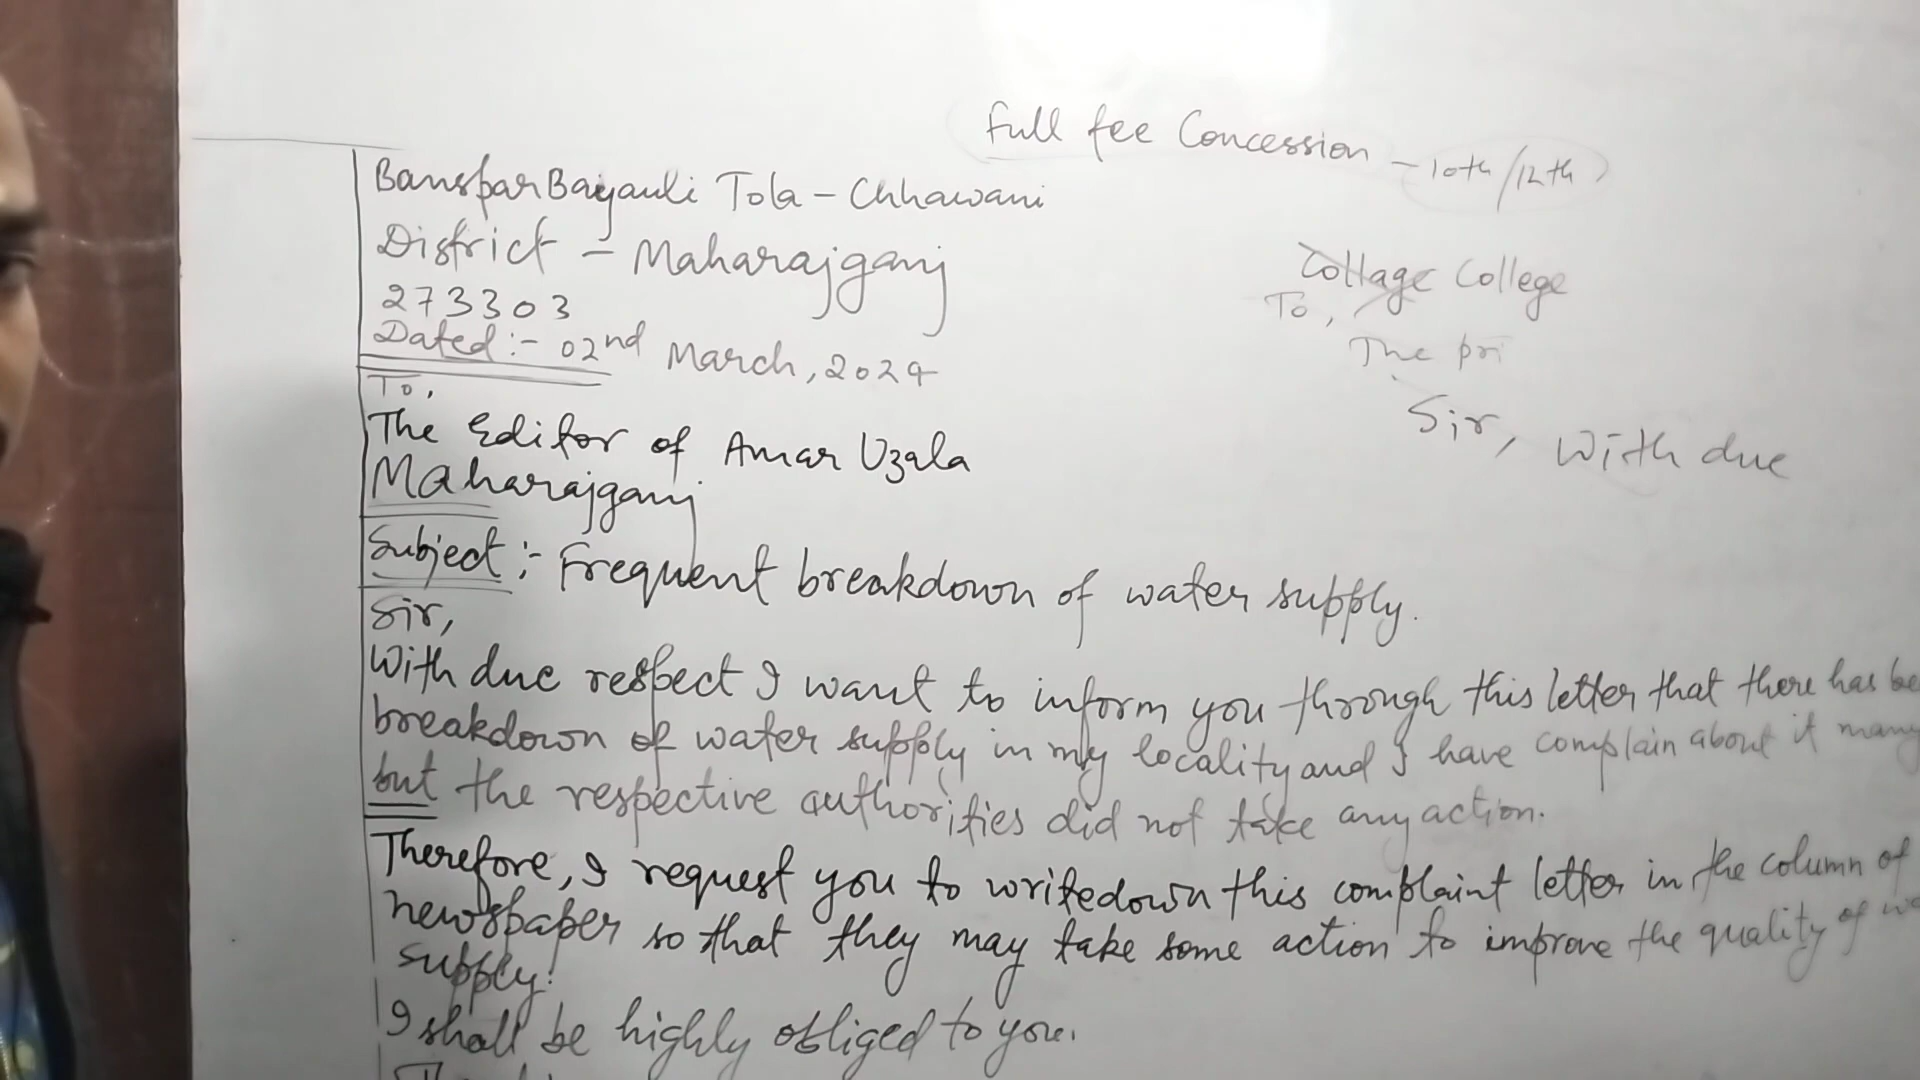 Full fee Concession - 10th/12th
Banspar Bayauli Tola - Chhawani
District - Maharajganj
273303
Dated :- 02nd March, 2024
Collage College
To,
The pri
Sir, With due
To,
The Editor of Amar Uzala
Maharajganj
Subject :- Frequent breakdown of water supply.
Sir,
With due respect I want to inform you through this letter that there has be
breakdown of water supply in my locality and I have complain about it many
but the respective authorities did not take any action.
Therefore, I request you to writedown this complaint letter in the column of
newspaper so that they may take some action to improve the quality of wa
supply.
I shall be highly obliged to you.